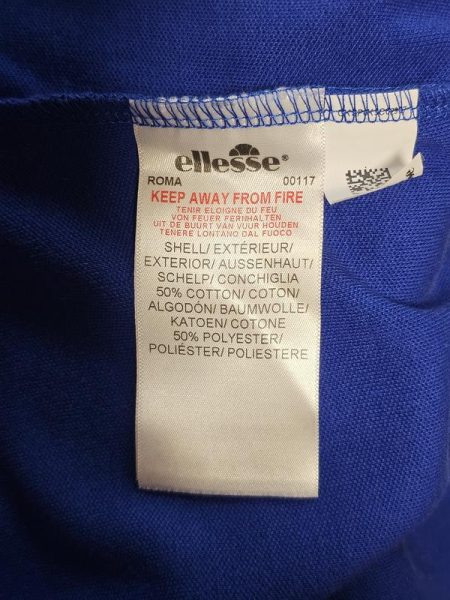 ellesse®
ROMA 00117
KEEP AWAY FROM FIRE
TENIR ELOIGNE DU FEU
VON FEUER FERNHALTEN
UIT DE BUURT VAN VUUR HOUDEN
TENERE LONTANO DAL FUOCO
SHELL/ EXTÉRIEUR/
EXTERIOR/ AUSSENHAUT/
SCHELP/ CONCHIGLIA
50% COTTON/ COTON/
ALGODÓN/ BAUMWOLLE/
KATOEN/ COTONE
50% POLYESTER/
POLIÉSTER/ POLIESTERE